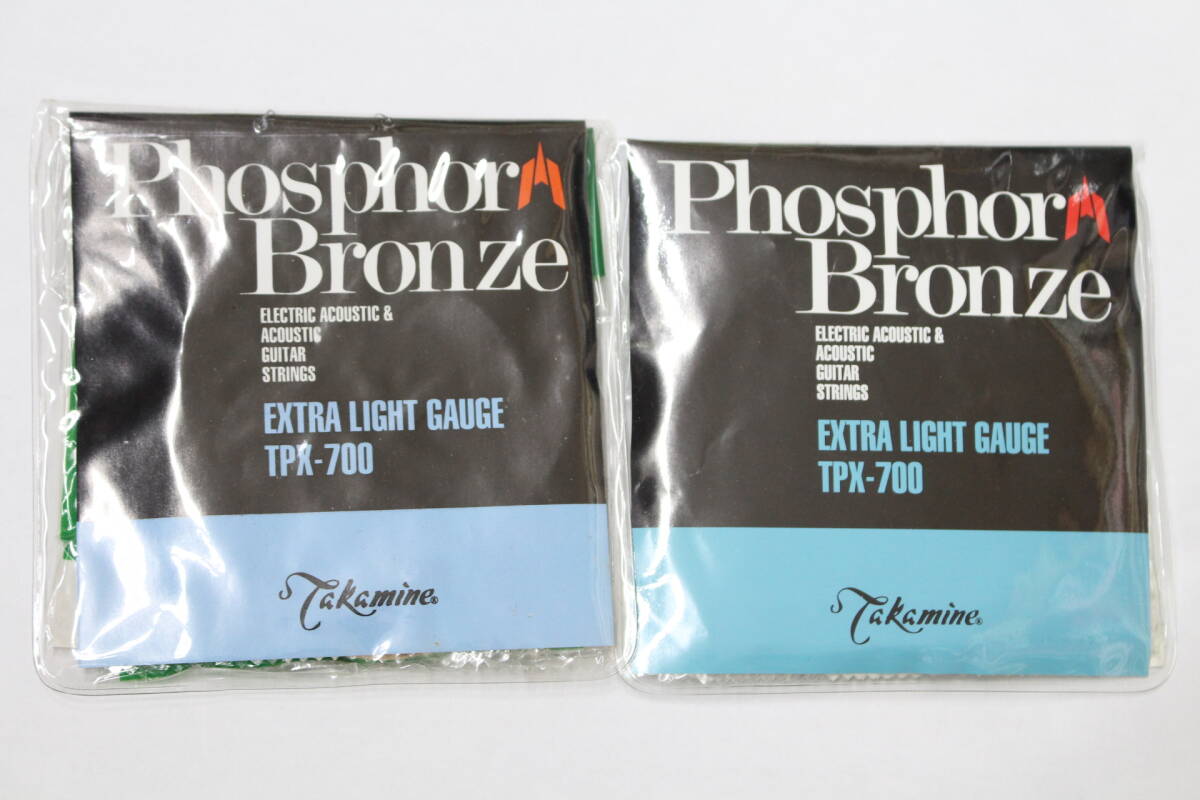 Phosphor
Bronze
ELECTRIC ACOUSTIC &
ACOUSTIC
GUITAR
STRINGS
EXTRA LIGHT GAUGE
TPX-700
Takamine®
Phosphor
Bronze
ELECTRIC ACOUSTIC &
ACOUSTIC
GUITAR
STRINGS
EXTRA LIGHT GAUGE
TPX-700
Takamine®